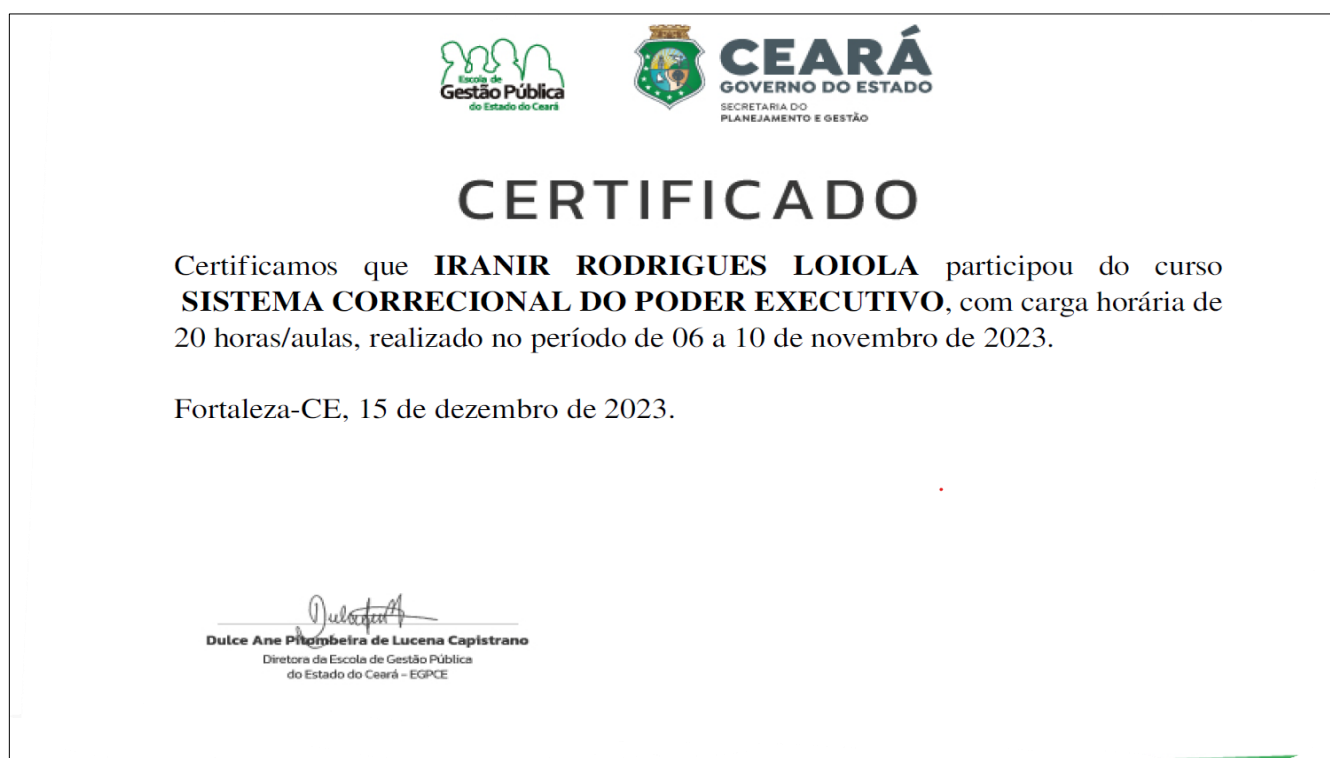 Escola de
Gestão Pública
do Estado do Ceará
CEARÁ
GOVERNO DO ESTADO
SECRETARIA DO
PLANEJAMENTO E GESTÃO
CERTIFICADO
Certificamos que IRANIR RODRIGUES LOIOLA participou do curso
SISTEMA CORRECIONAL DO PODER EXECUTIVO, com carga horária de
20 horas/aulas, realizado no período de 06 a 10 de novembro de 2023.
Fortaleza-CE, 15 de dezembro de 2023.
Dulce Ane Pitombeira de Lucena Capistrano
Diretora da Escola de Gestão Pública
do Estado do Ceará – EGPCE